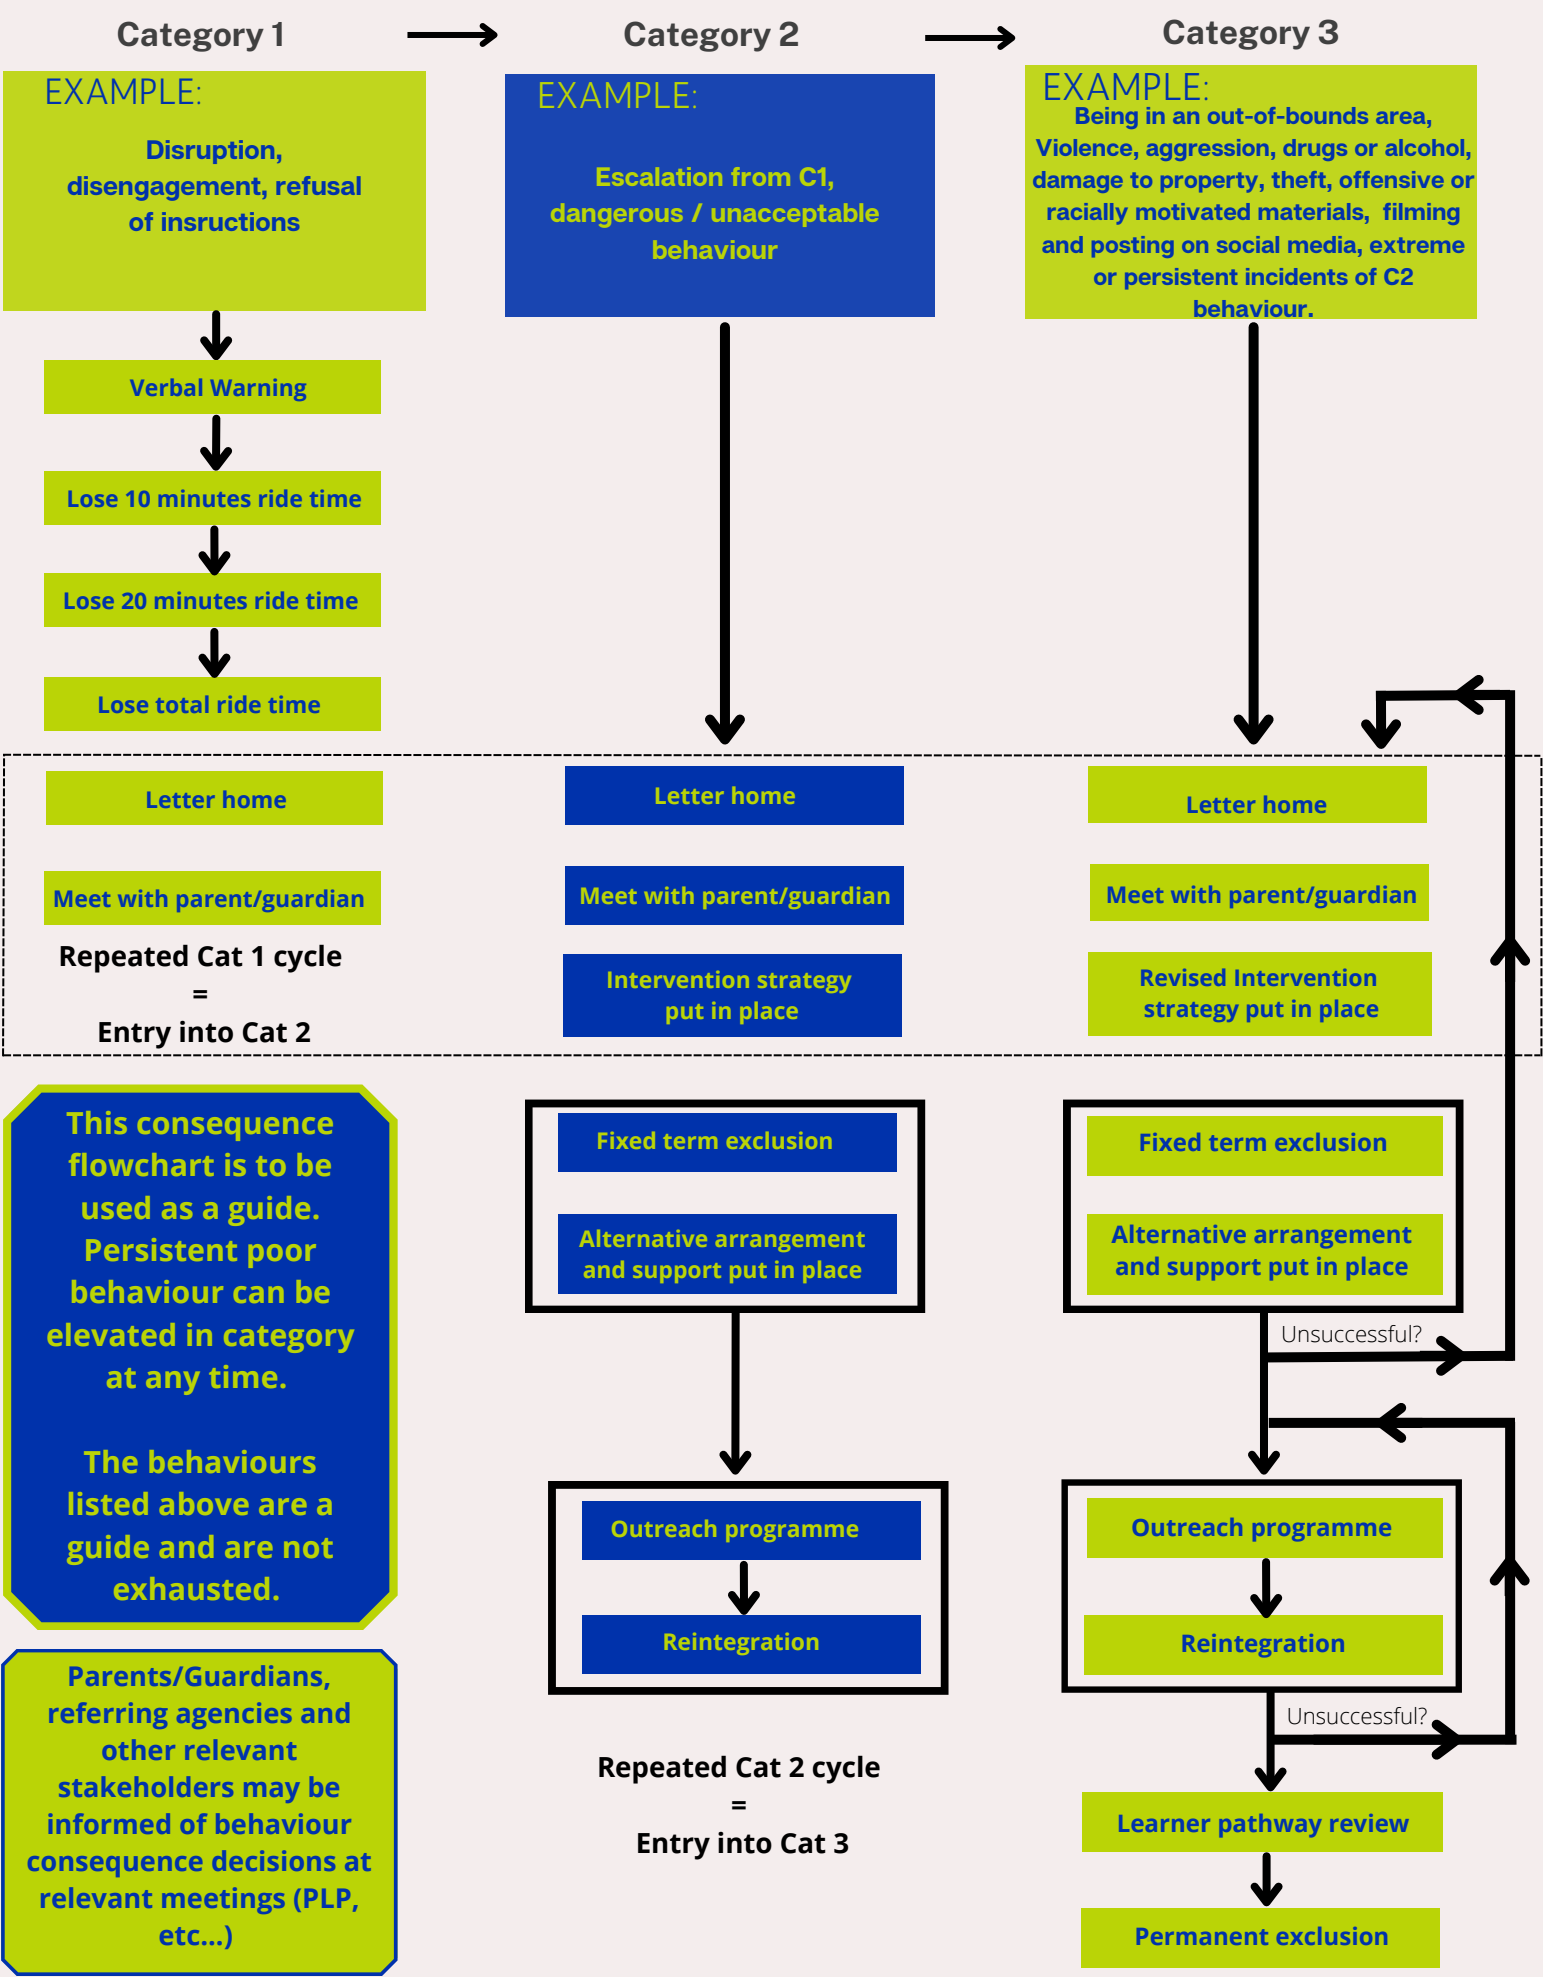 Category 1
Category 2
Category 3
EXAMPLE:
Disruption,
disengagement, refusal
of insructions
EXAMPLE:
Escalation from C1,
dangerous / unacceptable
behaviour
EXAMPLE:
Being in an out-of-bounds area,
Violence, aggression, drugs or alcohol,
damage to property, theft, offensive or
racially motivated materials, filming
and posting on social media, extreme
or persistent incidents of C2
behaviour.
Verbal Warning
Lose 10 minutes ride time
Lose 20 minutes ride time
Lose total ride time
Letter home
Meet with parent/guardian
Repeated Cat 1 cycle
=
Entry into Cat 2
Letter home
Meet with parent/guardian
Intervention strategy
put in place
Letter home
Meet with parent/guardian
Revised Intervention
strategy put in place
This consequence
flowchart is to be
used as a guide.
Persistent poor
behaviour can be
elevated in category
at any time.
The behaviours
listed above are a
guide and are not
exhausted.
Parents/Guardians,
referring agencies and
other relevant
stakeholders may be
informed of behaviour
consequence decisions at
relevant meetings (PLP,
etc...)
Fixed term exclusion
Alternative arrangement
and support put in place
Outreach programme
Reintegration
Repeated Cat 2 cycle
=
Entry into Cat 3
Fixed term exclusion
Alternative arrangement
and support put in place
Unsuccessful?
Outreach programme
Reintegration
Unsuccessful?
Learner pathway review
Permanent exclusion